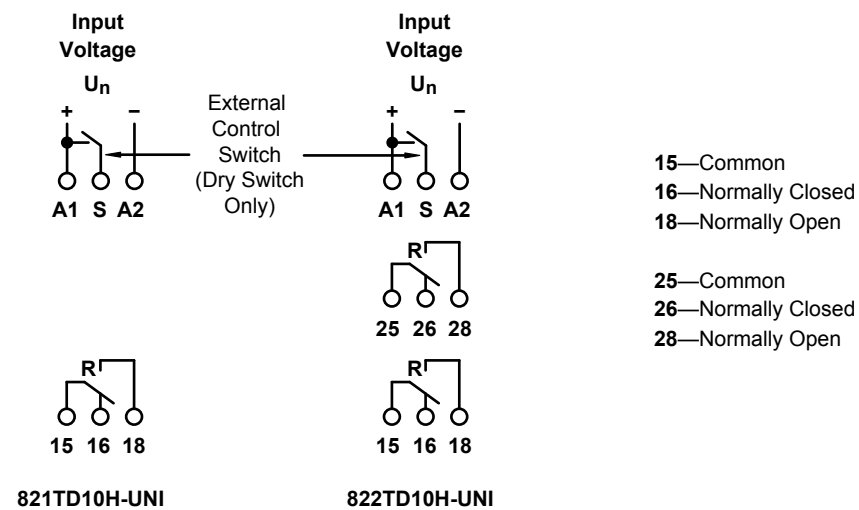 Input
Voltage
Un
+ −
A1 S A2
External
Control
Switch
(Dry Switch
Only)
Input
Voltage
Un
+ −
A1 S A2
R
25 26 28
R
15 16 18
821TD10H-UNI
R
15 16 18
822TD10H-UNI
15—Common
16—Normally Closed
18—Normally Open
25—Common
26—Normally Closed
28—Normally Open